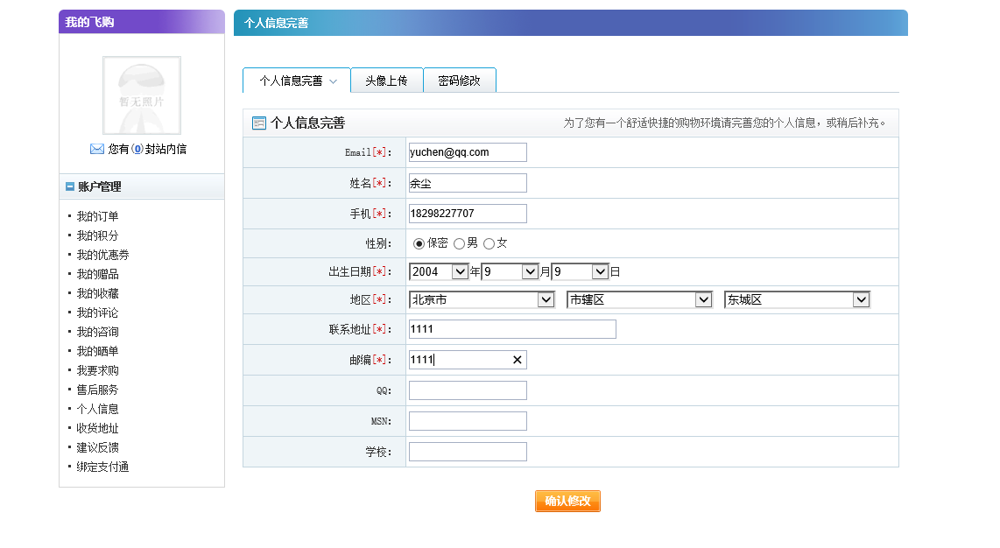 我的飞购
个人信息完善
暂无照片
您有(0)封站内信
账户管理
我的订单
我的积分
我的优惠券
我的赠品
我的收藏
我的评论
我的咨询
我的晒单
我要求购
售后服务
个人信息
收货地址
建议反馈
绑定支付通
个人信息完善 头像上传 密码修改
个人信息完善 为了您有一个舒适快捷的购物环境请完善您的个人信息，或稍后补充。
Email[*]: yuchen@qq.com
姓名[*]: 余尘
手机[*]: 18298227707
性别: 保密 男 女
出生日期[*]: 2004 年 9 月 9 日
地区[*]: 北京市 市辖区 东城区
联系地址[*]: 1111
邮编[*]: 1111
QQ:
MSN:
学校:
确认修改